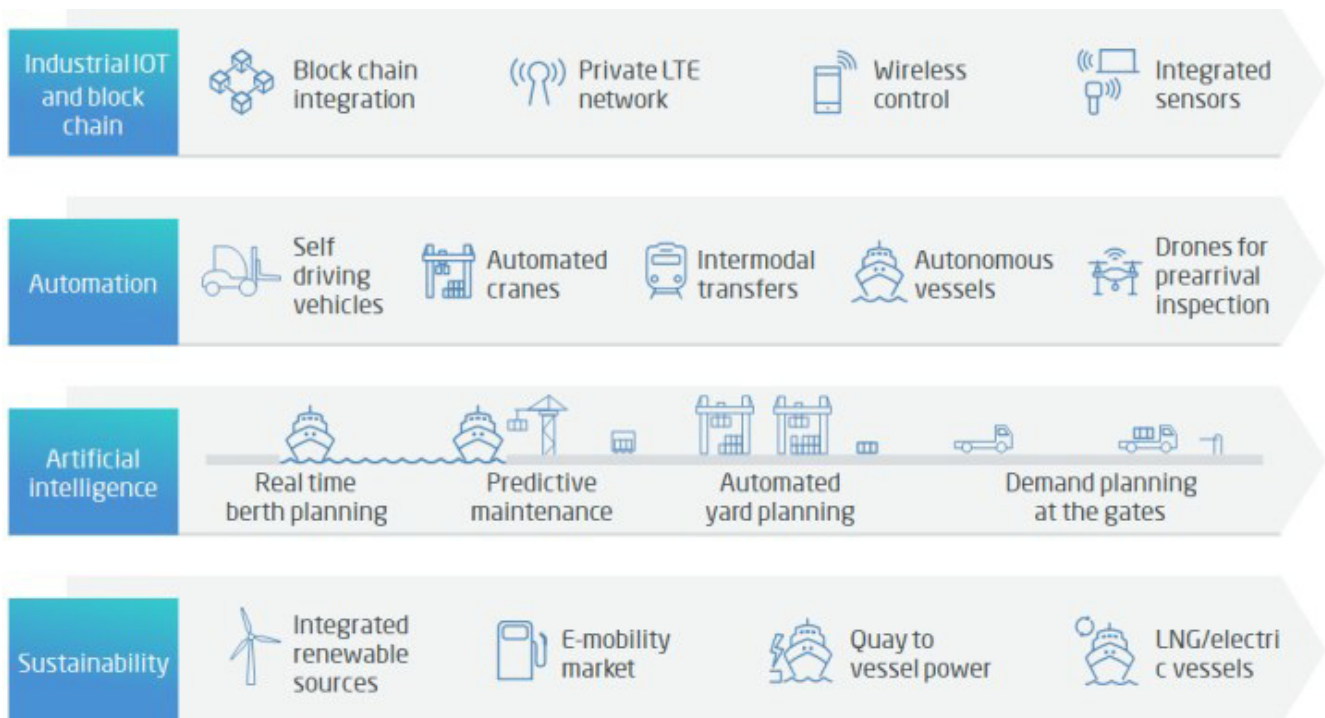 Industrial IOT
and block
chain
Block chain
integration
Private LTE
network
Wireless
control
Integrated
sensors
Automation
Self
driving
vehicles
Automated
cranes
Intermodal
transfers
Autonomous
vessels
Drones for
prearrival
inspection
Artificial
intelligence
Real time
berth planning
Predictive
maintenance
Automated
yard planning
Demand planning
at the gates
Sustainability
Integrated
renewable
sources
E-mobility
market
Quay to
vessel power
LNG/electri
c vessels